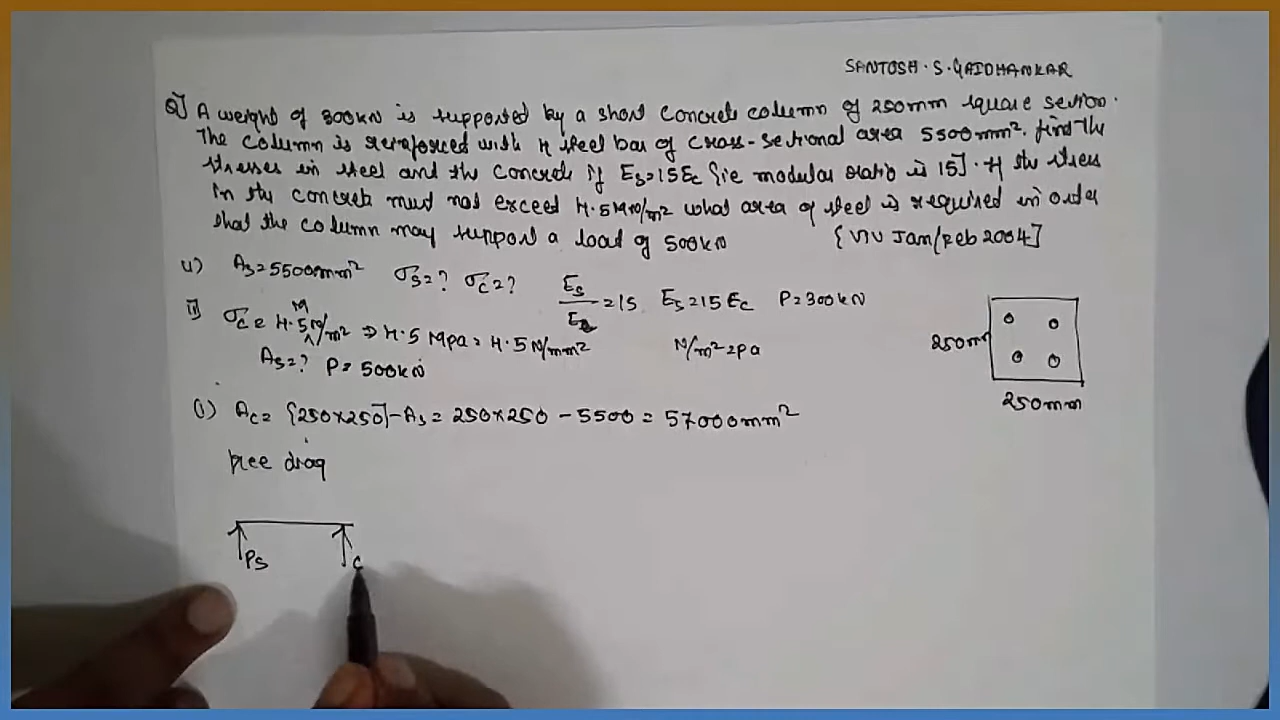 SANTOSH. S. GAIDHANKAR
Q] A weight of 300kN is supported by a short concrete column of 250mm square section.
The column is reinforced with 4 steel bar of cross-sectional area 5500mm². find the
stresses in steel and the concrete if Es=15Ec {ie modular ratio is 15]. If the stress
in the concrete must not exceed 4.5MN/m² what area of steel is required in order
that the column may support a load of 500kN {VTU Jan/Feb 2004]
i) As=5500mm² σs=? σc=? Es/Ec =15 Es=15Ec P=300kN
ii) σc = 4.5MN/m² ⇒ 4.5 Mpa = 4.5 N/mm² N/m²=pa
As=? P= 500kN
250m
250mm
(i) Ac= {250x250] - As = 250x250 - 5500 = 57000mm²
free diag
Ps C